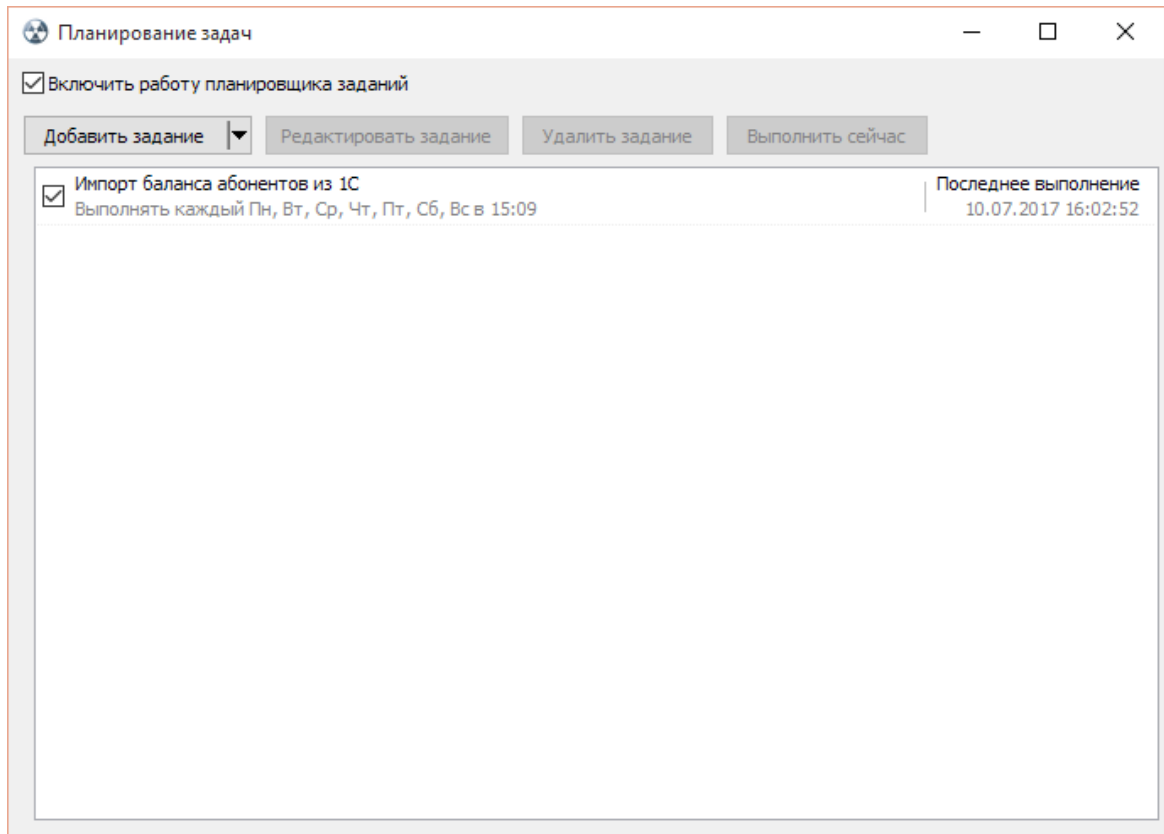 Планирование задач
Включить работу планировщика заданий
Добавить задание Редактировать задание Удалить задание Выполнить сейчас
Импорт баланса абонентов из 1С Последнее выполнение
Выполнять каждый Пн, Вт, Ср, Чт, Пт, Сб, Вс в 15:09 10.07.2017 16:02:52